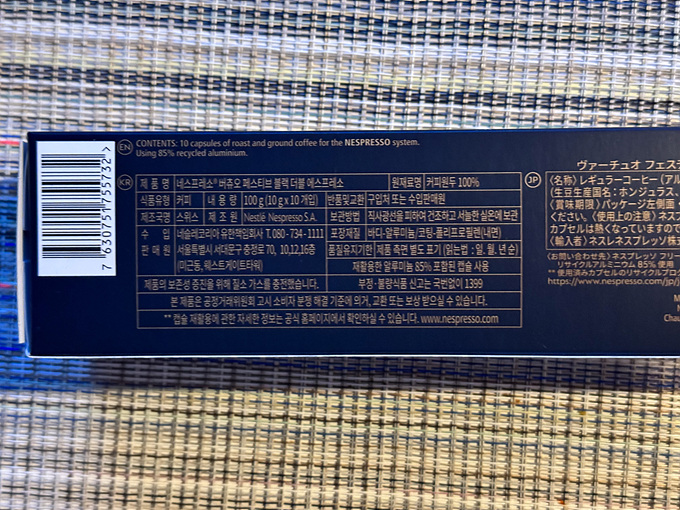 EN CONTENTS: 10 capsules of roast and ground coffee for the NESPRESSO system.
Using 85% recycled aluminium.
KR
제 품 명 네스프레소® 버츄오 페스티브 블랙 더블 에스프레소 원재료명 커피원두 100%
식품유형 커피 내 용 량 100 g (10 g x 10 개입) 반품및교환 구입처 또는 수입판매원
제조국명 스위스 제 조 원 Nestlé Nespresso S.A. 보관방법 직사광선을 피하여 건조하고 서늘한 실온에 보관
수 입 판 매 원 네슬레코리아 유한책임회사 T. 080 - 734 - 1111 포장재질 바디-알루미늄/코팅-폴리프로필렌(내면)
서울특별시 서대문구 충정로 70, 10,12,16층 품질유지기한 제품 측면 별도 표기 (읽는법 : 일. 월. 년 순)
(미근동, 웨스트게이트타워) 재활용한 알루미늄 85% 포함된 캡슐 사용
제품의 보존성 증진을 위해 질소 가스를 충전했습니다. 부정·불량식품 신고는 국번없이 1399
본 제품은 공정거래위원회 고시 소비자 분쟁 해결 기준에 의거, 교환 또는 보상 받으실 수 있습니다.
** 캡슐 재활용에 관한 자세한 정보는 공식 홈페이지에서 확인하실 수 있습니다. www.nespresso.com
7 630751 755732 >
ヴァーチュオ フェステ
JP
(名称) レギュラーコーヒー (アル
(生豆生産国名：ホンジュラス、
(賞味期限) パッケージ左側面・
ください。 (使用上の注意) ネスプ
カプセルは熱くなっていますので
(輸入者) ネスレネスプレッソ株式
(お問い合わせ先) ネスプレッソ フリー
リサイクルアルミニウム 85% 使用
** 使用済みカプセルのリサイクルプログ
https://www.nespresso.com/jp/j
M
N
Chau